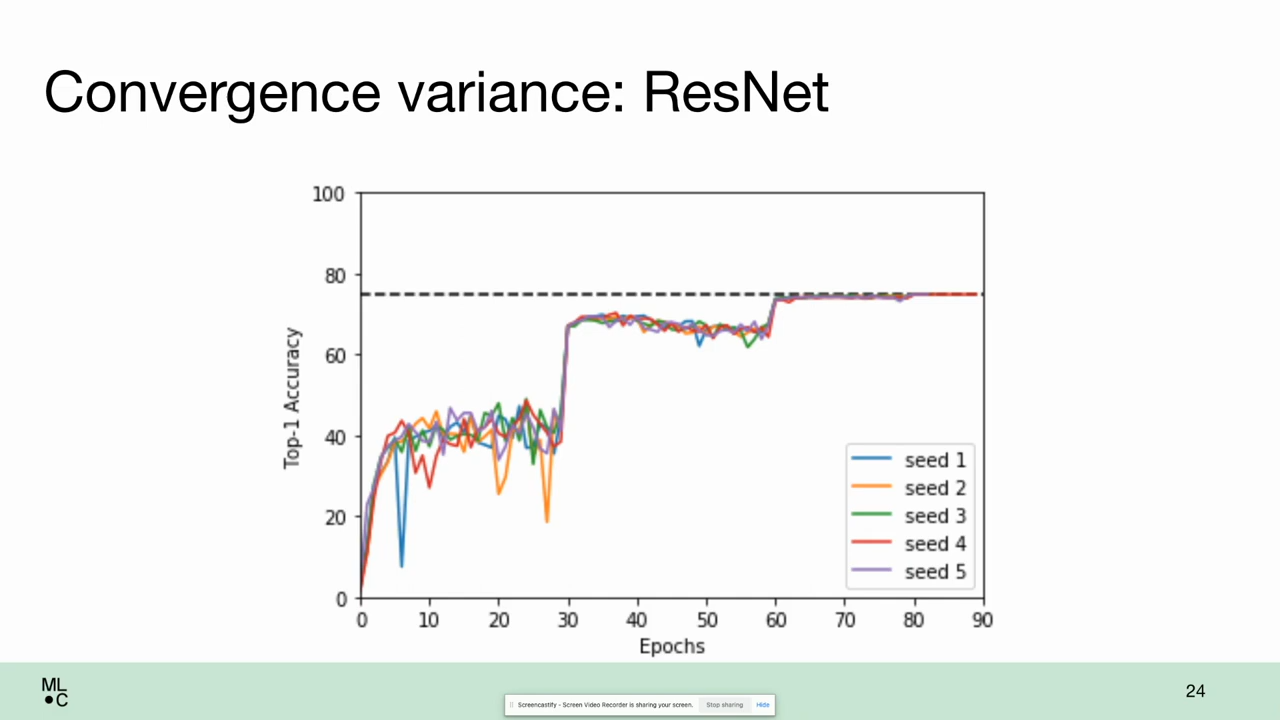 Convergence variance: ResNet
100
80
60
40
20
0
Top-1 Accuracy
seed 1
seed 2
seed 3
seed 4
seed 5
0 10 20 30 40 50 60 70 80 90
Epochs
ML
C
24
Screencastify - Screen Video Recorder is sharing your screen. Stop sharing Hide